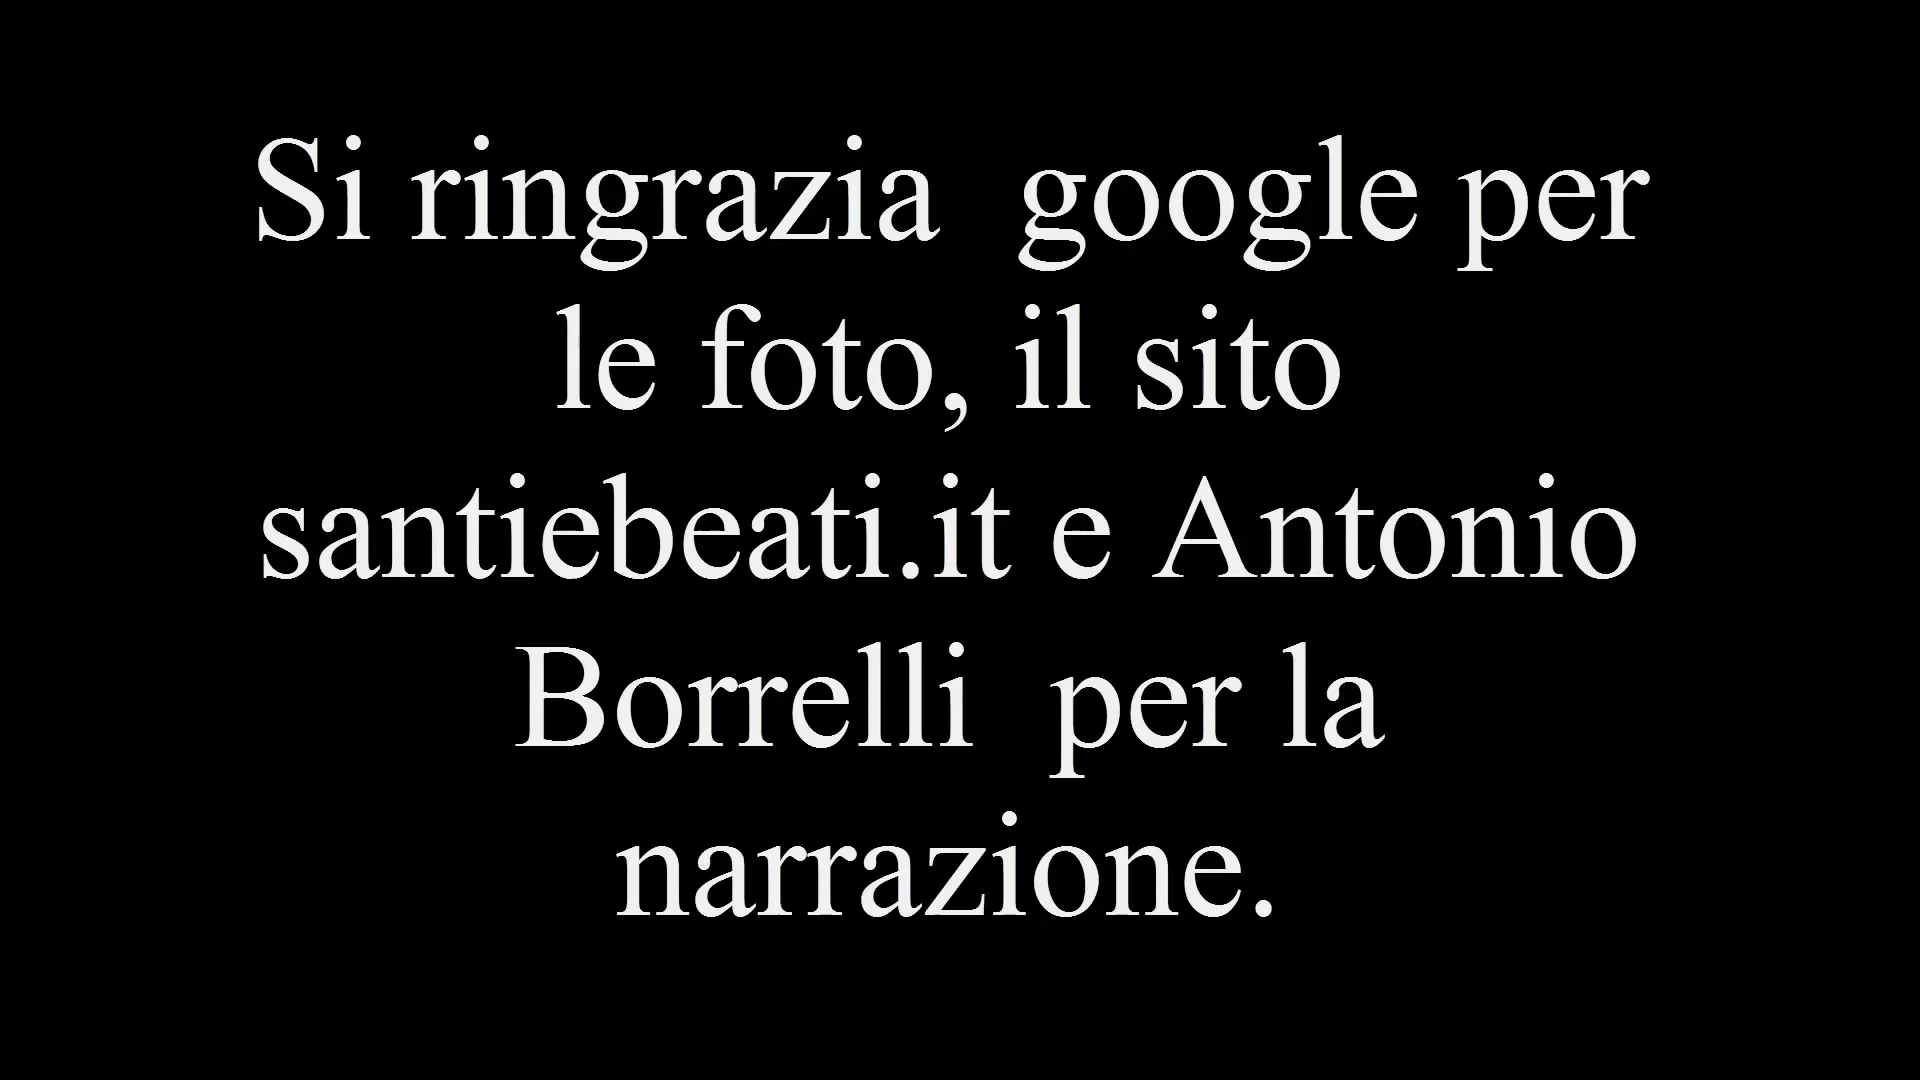 Si ringrazia  google per
le foto, il sito
santiebeati.it e Antonio
Borrelli  per la
narrazione.